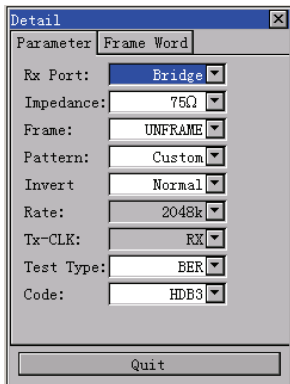 Detail
Parameter Frame Word
Rx Port: Bridge
Impedance: 75Ω
Frame: UNFRAME
Pattern: Custom
Invert Normal
Rate: 2048k
Tx-CLK: RX
Test Type: BER
Code: HDB3
Quit